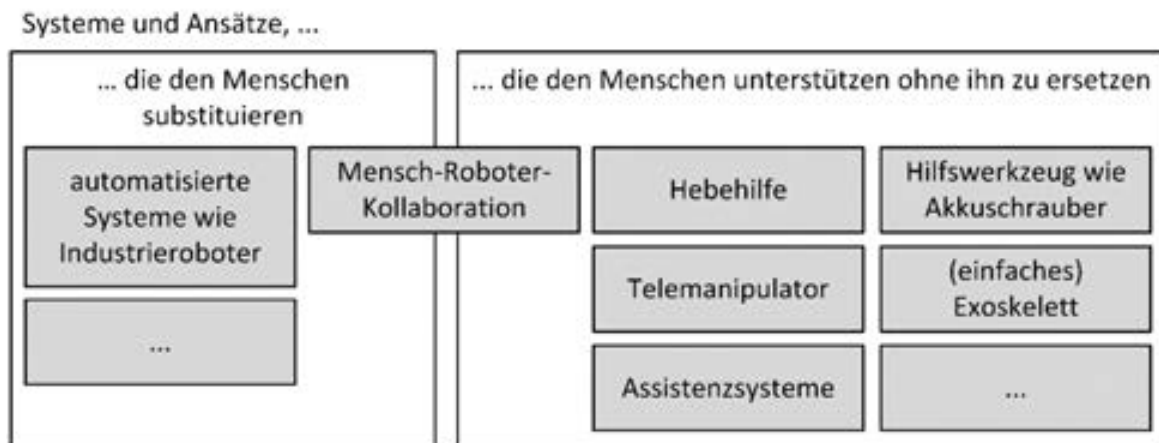 Systeme und Ansätze, ...
... die den Menschen
substituieren
automatisierte
Systeme wie
Industrieroboter
...
Mensch-Roboter-
Kollaboration
... die den Menschen unterstützen ohne ihn zu ersetzen
Hebehilfe
Telemanipulator
Assistenzsysteme
Hilfswerkzeug wie
Akkuschrauber
(einfaches)
Exoskelett
...